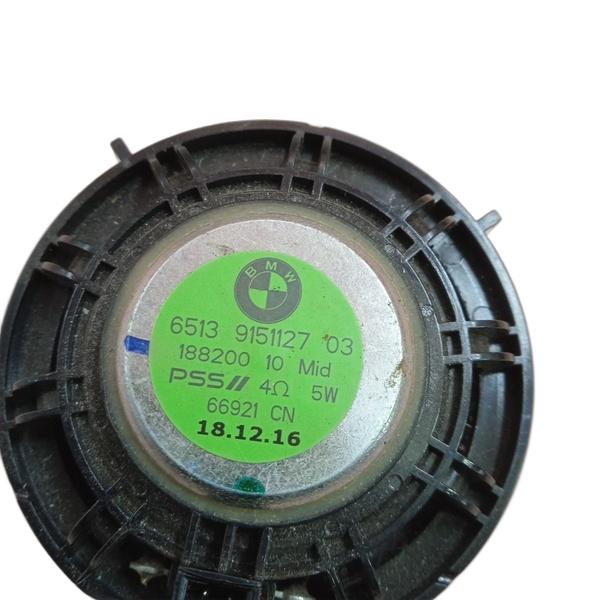 BMW
6513 9151127 03
188200 10 Mid
PSS// 4Ω 5W
66921 CN
18.12.16